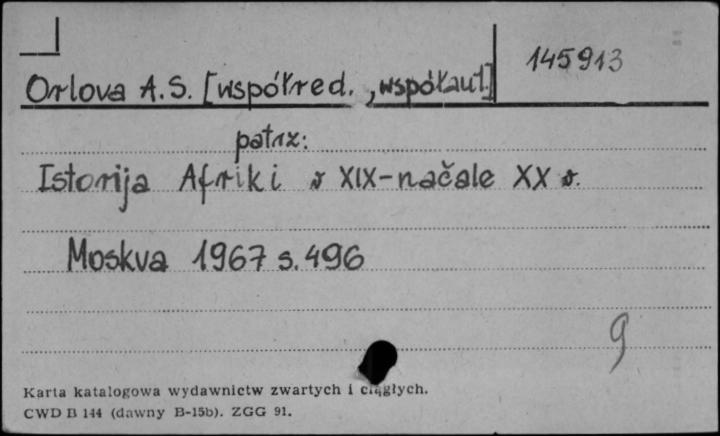 145913
Orlova A.S. [współred., współaut.]
patrz:
Istorija Afriki v XIX-načale XX v.
Moskva 1967 s. 496
9
Karta katalogowa wydawnictw zwartych i ciągłych.
CWD B 144 (dawny B-15b). ZGG 91.